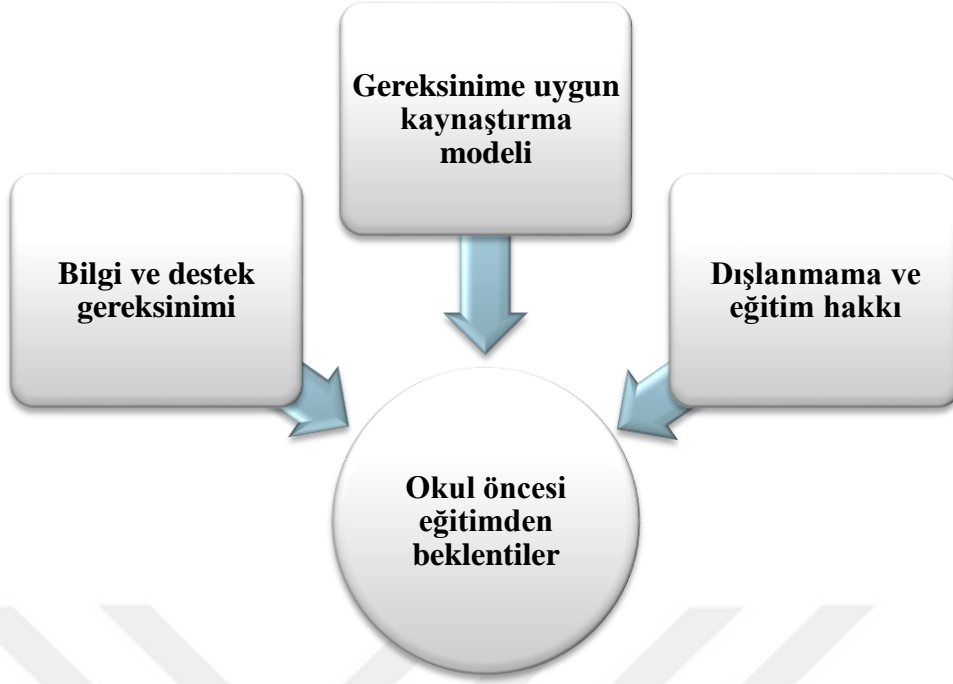 Gereksinime uygun
kaynaştırma
modeli
Bilgi ve destek
gereksinimi
Dışlanmama ve
eğitim hakkı
Okul öncesi
eğitimden
beklentiler